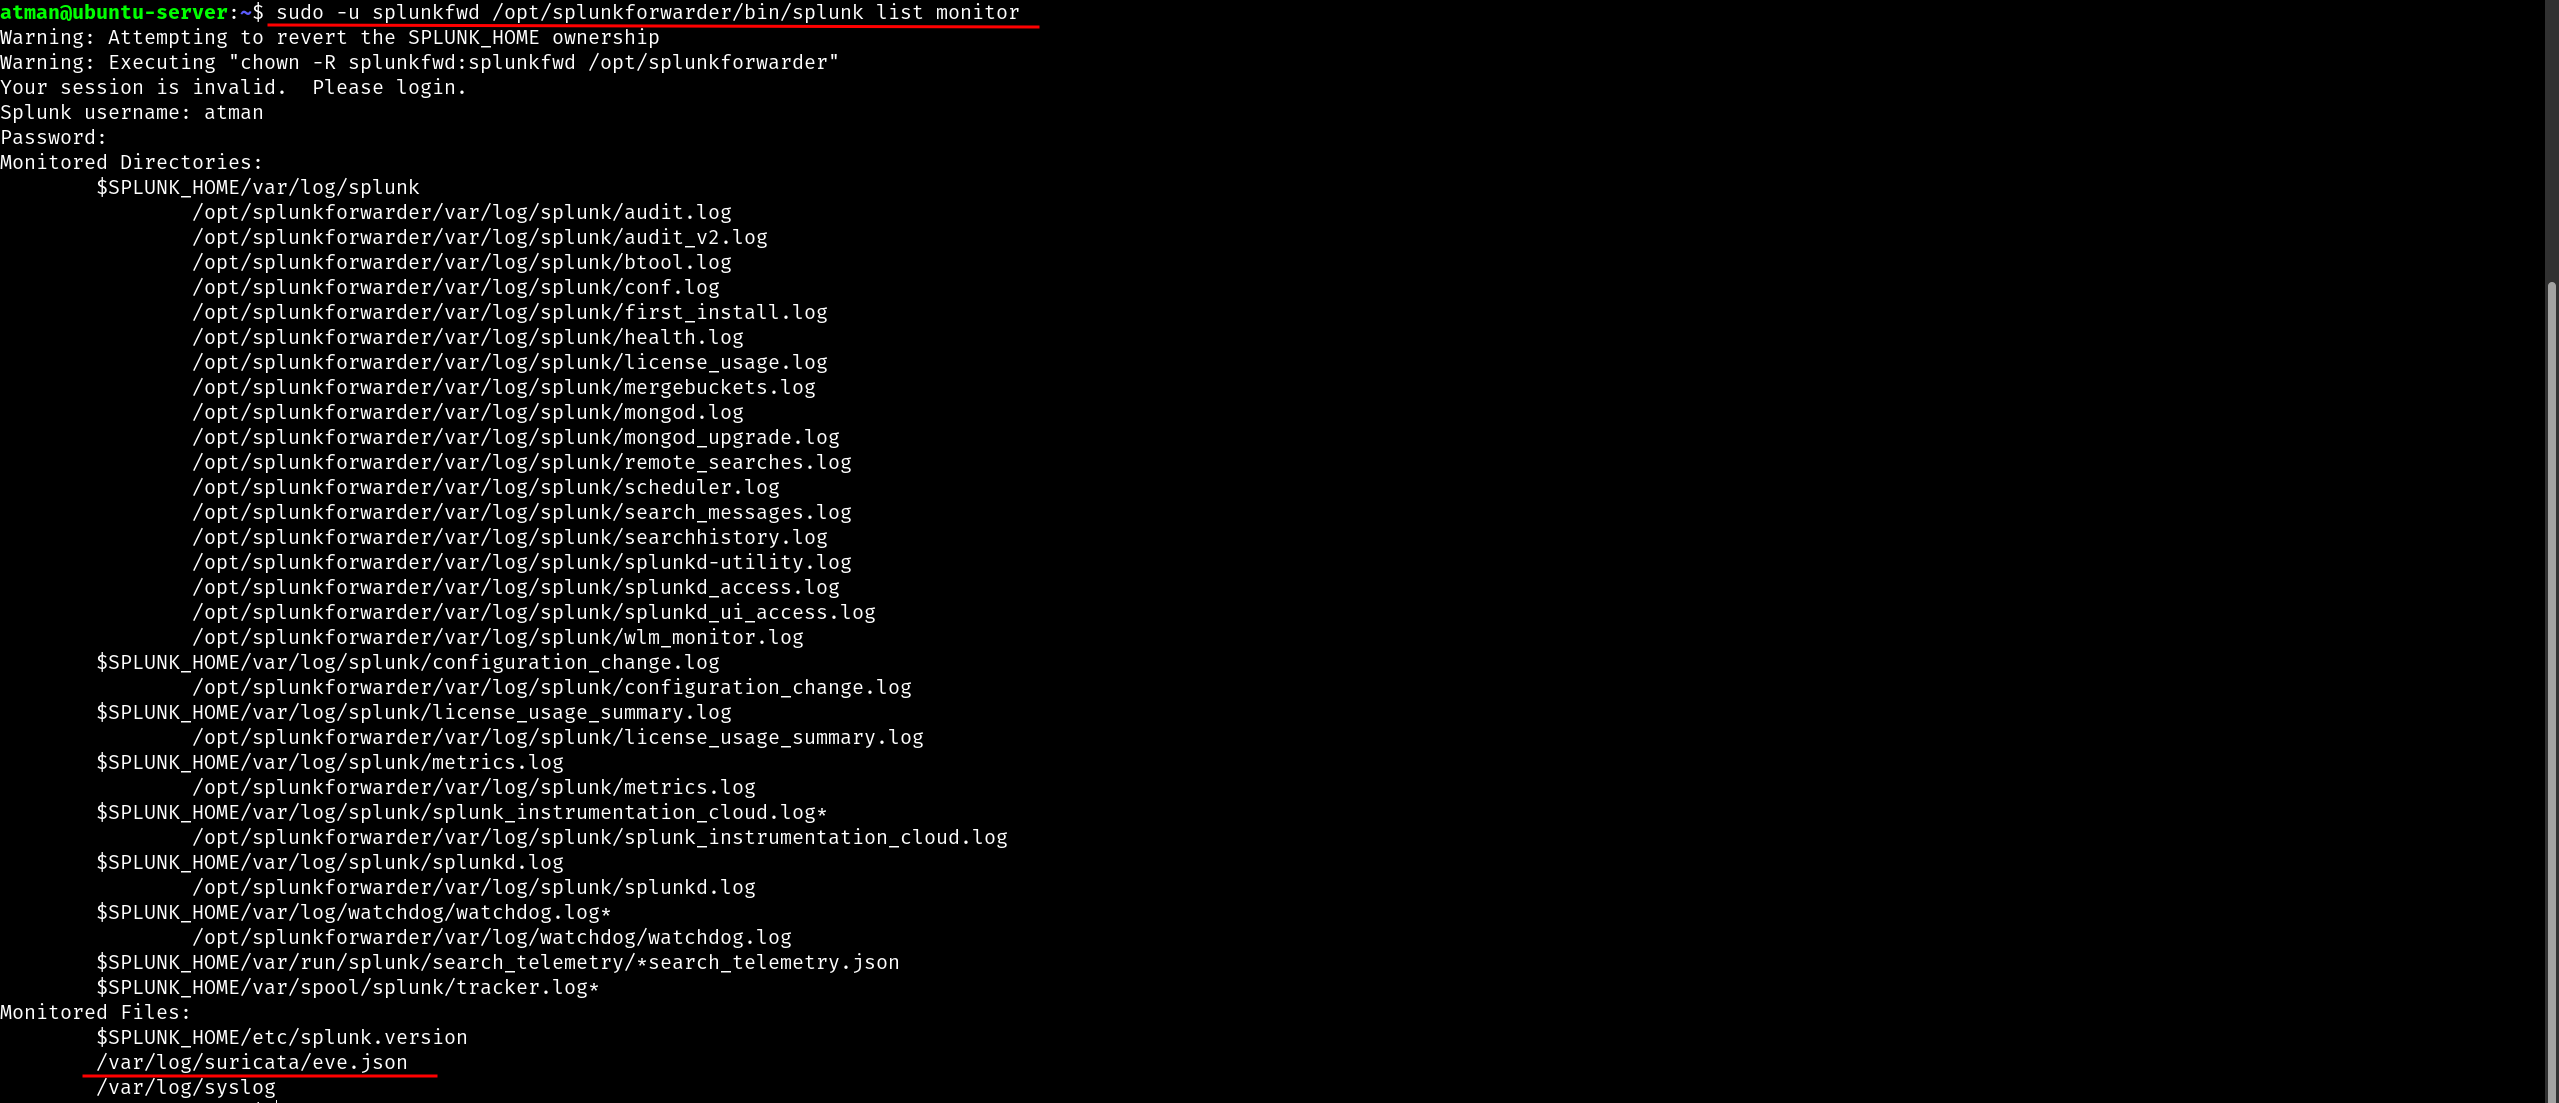 atman@ubuntu-server:~$ sudo -u splunkfwd /opt/splunkforwarder/bin/splunk list monitor
Warning: Attempting to revert the SPLUNK_HOME ownership
Warning: Executing "chown -R splunkfwd:splunkfwd /opt/splunkforwarder"
Your session is invalid.  Please login.
Splunk username: atman
Password:
Monitored Directories:
        $SPLUNK_HOME/var/log/splunk
                /opt/splunkforwarder/var/log/splunk/audit.log
                /opt/splunkforwarder/var/log/splunk/audit_v2.log
                /opt/splunkforwarder/var/log/splunk/btool.log
                /opt/splunkforwarder/var/log/splunk/conf.log
                /opt/splunkforwarder/var/log/splunk/first_install.log
                /opt/splunkforwarder/var/log/splunk/health.log
                /opt/splunkforwarder/var/log/splunk/license_usage.log
                /opt/splunkforwarder/var/log/splunk/mergebuckets.log
                /opt/splunkforwarder/var/log/splunk/mongod.log
                /opt/splunkforwarder/var/log/splunk/mongod_upgrade.log
                /opt/splunkforwarder/var/log/splunk/remote_searches.log
                /opt/splunkforwarder/var/log/splunk/scheduler.log
                /opt/splunkforwarder/var/log/splunk/search_messages.log
                /opt/splunkforwarder/var/log/splunk/searchhistory.log
                /opt/splunkforwarder/var/log/splunk/splunkd-utility.log
                /opt/splunkforwarder/var/log/splunk/splunkd_access.log
                /opt/splunkforwarder/var/log/splunk/splunkd_ui_access.log
                /opt/splunkforwarder/var/log/splunk/wlm_monitor.log
        $SPLUNK_HOME/var/log/splunk/configuration_change.log
                /opt/splunkforwarder/var/log/splunk/configuration_change.log
        $SPLUNK_HOME/var/log/splunk/license_usage_summary.log
                /opt/splunkforwarder/var/log/splunk/license_usage_summary.log
        $SPLUNK_HOME/var/log/splunk/metrics.log
                /opt/splunkforwarder/var/log/splunk/metrics.log
        $SPLUNK_HOME/var/log/splunk/splunk_instrumentation_cloud.log*
                /opt/splunkforwarder/var/log/splunk/splunk_instrumentation_cloud.log
        $SPLUNK_HOME/var/log/splunk/splunkd.log
                /opt/splunkforwarder/var/log/splunk/splunkd.log
        $SPLUNK_HOME/var/log/watchdog/watchdog.log*
                /opt/splunkforwarder/var/log/watchdog/watchdog.log
        $SPLUNK_HOME/var/run/splunk/search_telemetry/*search_telemetry.json
        $SPLUNK_HOME/var/spool/splunk/tracker.log*
Monitored Files:
        $SPLUNK_HOME/etc/splunk.version
        /var/log/suricata/eve.json
        /var/log/syslog